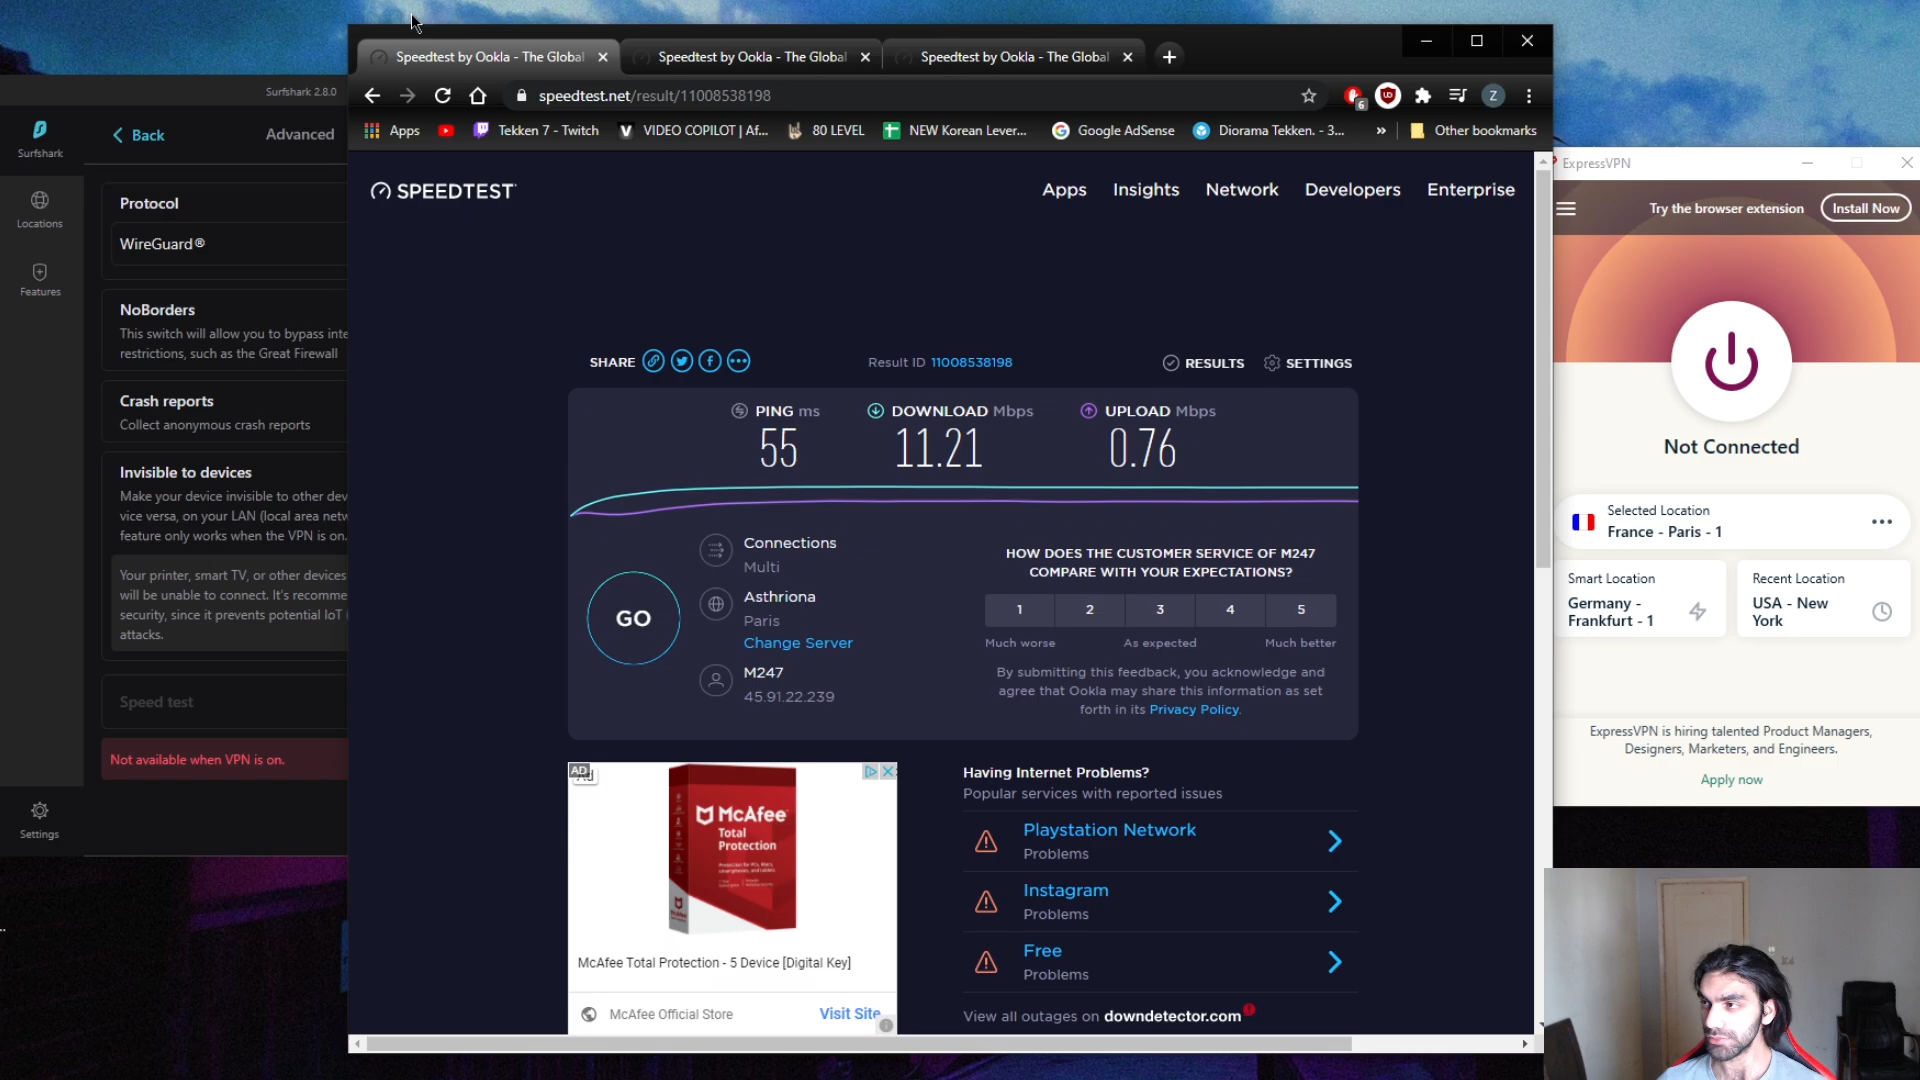 Surfshark 2.8.0
Surfshark
Locations
Features
Settings
Back
Advanced
Protocol
WireGuard®
NoBorders
This switch will allow you to bypass inte
restrictions, such as the Great Firewall
Crash reports
Collect anonymous crash reports
Invisible to devices
Make your device invisible to other dev
vice versa, on your LAN (local area netw
feature only works when the VPN is on.
Your printer, smart TV, or other devices
will be unable to connect. It's recomme
security, since it prevents potential IoT
attacks.
Speed test
Not available when VPN is on.
Speedtest by Ookla - The Global
Speedtest by Ookla - The Global
Speedtest by Ookla - The Global
speedtest.net/result/11008538198
6
Z
Apps
Tekken 7 - Twitch
VIDEO COPILOT | Af...
80 LEVEL
NEW Korean Lever...
Google AdSense
Diorama Tekken. - 3...
»
Other bookmarks
SPEEDTEST
Apps
Insights
Network
Developers
Enterprise
SHARE
Result ID 11008538198
RESULTS
SETTINGS
PING ms
55
DOWNLOAD Mbps
11.21
UPLOAD Mbps
0.76
GO
Connections
Multi
Asthriona
Paris
Change Server
M247
45.91.22.239
HOW DOES THE CUSTOMER SERVICE OF M247
COMPARE WITH YOUR EXPECTATIONS?
1 2 3 4 5
Much worse As expected Much better
By submitting this feedback, you acknowledge and
agree that Ookla may share this information as set
forth in its Privacy Policy.
AD
Ad
McAfee
Total
Protection
McAfee Total Protection - 5 Device [Digital Key]
McAfee Official Store
Visit Site
Having Internet Problems?
Popular services with reported issues
Playstation Network
Problems
Instagram
Problems
Free
Problems
View all outages on downdetector.com
ExpressVPN
Try the browser extension
Install Now
Not Connected
Selected Location
France - Paris - 1
Smart Location
Germany -
Frankfurt - 1
Recent Location
USA - New
York
ExpressVPN is hiring talented Product Managers,
Designers, Marketers, and Engineers.
Apply now